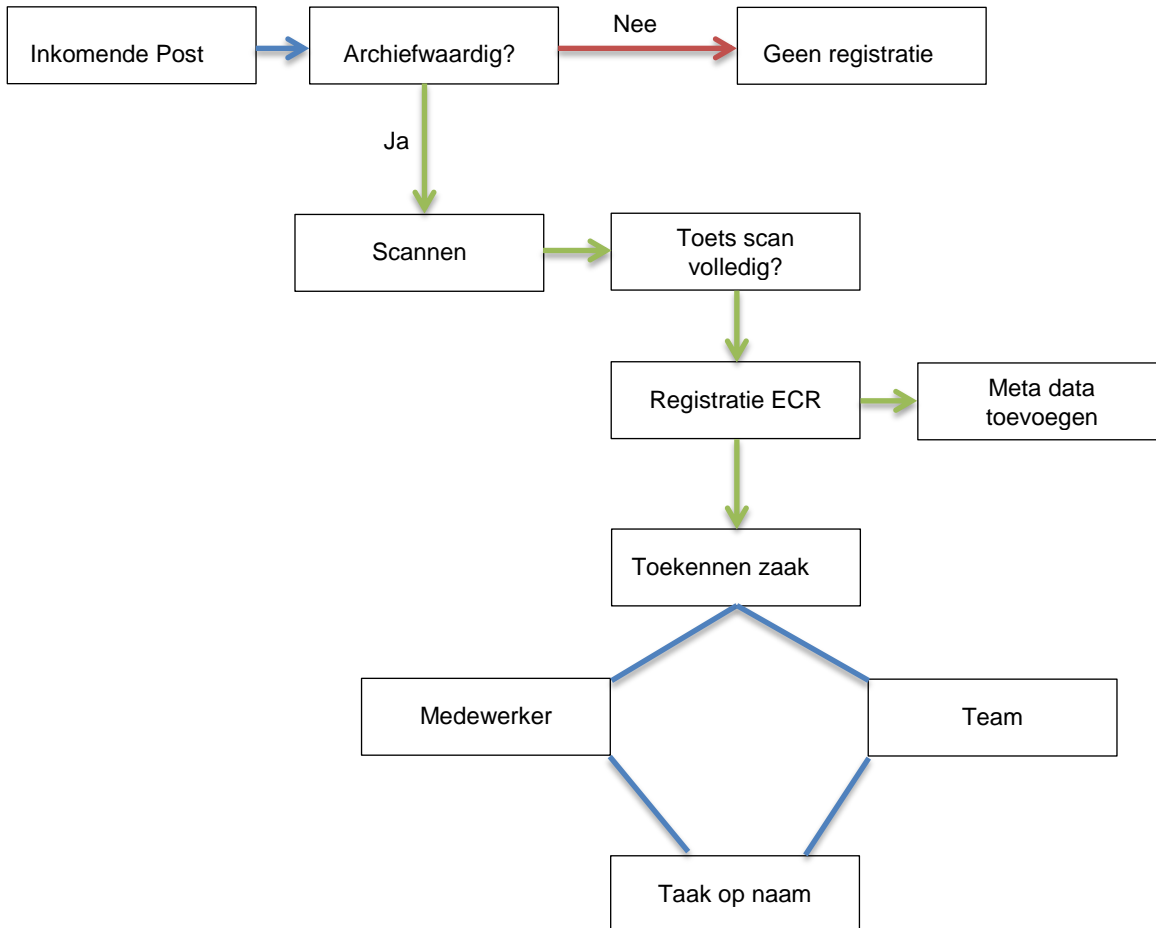 Nee
Inkomende Post
Archiefwaardig?
Geen registratie
Ja
Scannen
Toets scan
volledig?
Registratie ECR
Meta data
toevoegen
Toekennen zaak
Medewerker
Team
Taak op naam